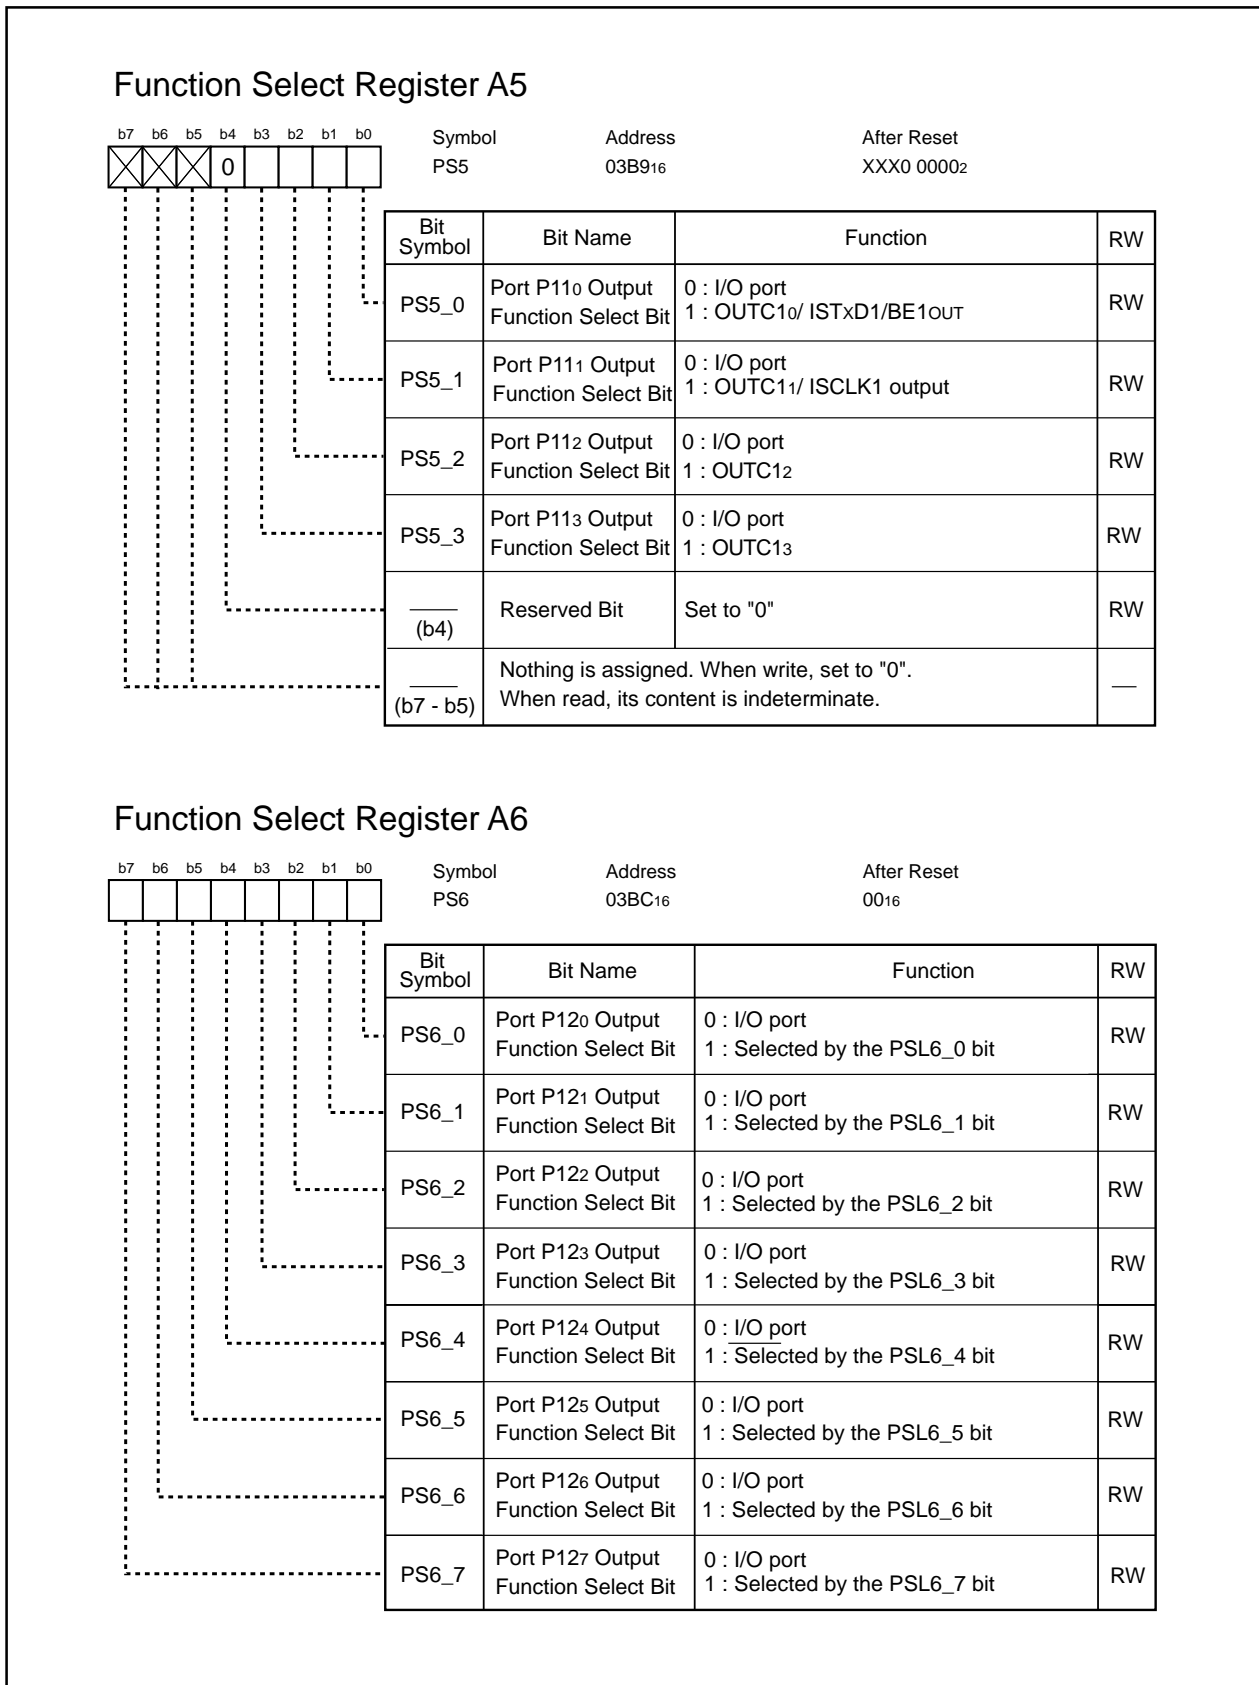 Function Select Register A5
b7 b6 b5 b4 b3 b2 b1 b0
Symbol Address After Reset
0
PS5 03B916 XXX0 00002
Bit Symbol Bit Name Function RW
PS5_0 Port P110 Output Function Select Bit 0 : I/O port 1 : OUTC10/ ISTxD1/BE1OUT RW
PS5_1 Port P111 Output Function Select Bit 0 : I/O port 1 : OUTC11/ ISCLK1 output RW
PS5_2 Port P112 Output Function Select Bit 0 : I/O port 1 : OUTC12 RW
PS5_3 Port P113 Output Function Select Bit 0 : I/O port 1 : OUTC13 RW
(b4) Reserved Bit Set to "0" RW
(b7 - b5) Nothing is assigned. When write, set to "0". When read, its content is indeterminate. —
Function Select Register A6
b7 b6 b5 b4 b3 b2 b1 b0
Symbol Address After Reset
PS6 03BC16 0016
Bit Symbol Bit Name Function RW
PS6_0 Port P120 Output Function Select Bit 0 : I/O port 1 : Selected by the PSL6_0 bit RW
PS6_1 Port P121 Output Function Select Bit 0 : I/O port 1 : Selected by the PSL6_1 bit RW
PS6_2 Port P122 Output Function Select Bit 0 : I/O port 1 : Selected by the PSL6_2 bit RW
PS6_3 Port P123 Output Function Select Bit 0 : I/O port 1 : Selected by the PSL6_3 bit RW
PS6_4 Port P124 Output Function Select Bit 0 : I/O port 1 : Selected by the PSL6_4 bit RW
PS6_5 Port P125 Output Function Select Bit 0 : I/O port 1 : Selected by the PSL6_5 bit RW
PS6_6 Port P126 Output Function Select Bit 0 : I/O port 1 : Selected by the PSL6_6 bit RW
PS6_7 Port P127 Output Function Select Bit 0 : I/O port 1 : Selected by the PSL6_7 bit RW